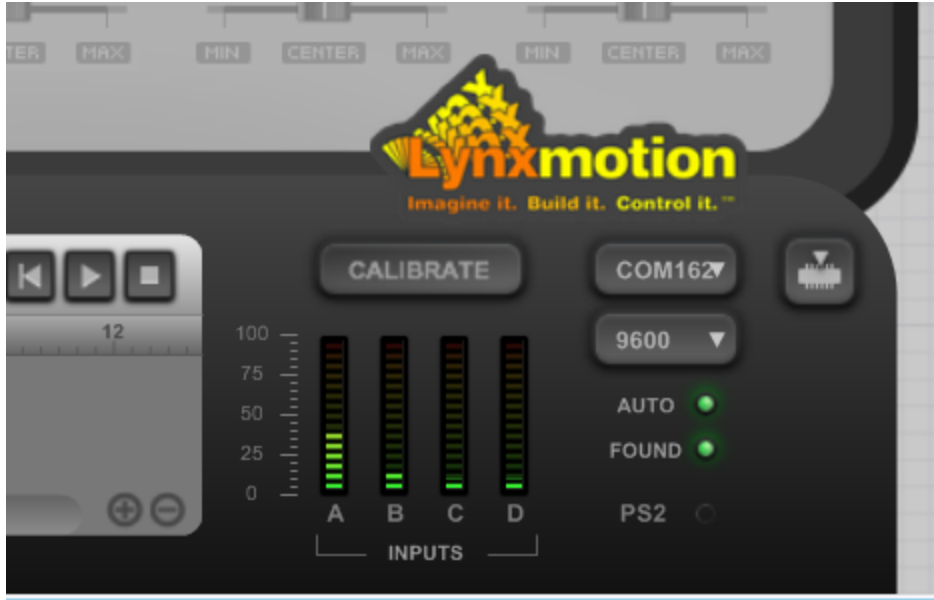 MAX MIN CENTER MAX MIN CENTER MAX
Lynxmotion
Imagine it. Build it. Control it.™
CALIBRATE
COM162
12
9600
100
75
50
25
0
AUTO
FOUND
A B C D
PS2
INPUTS